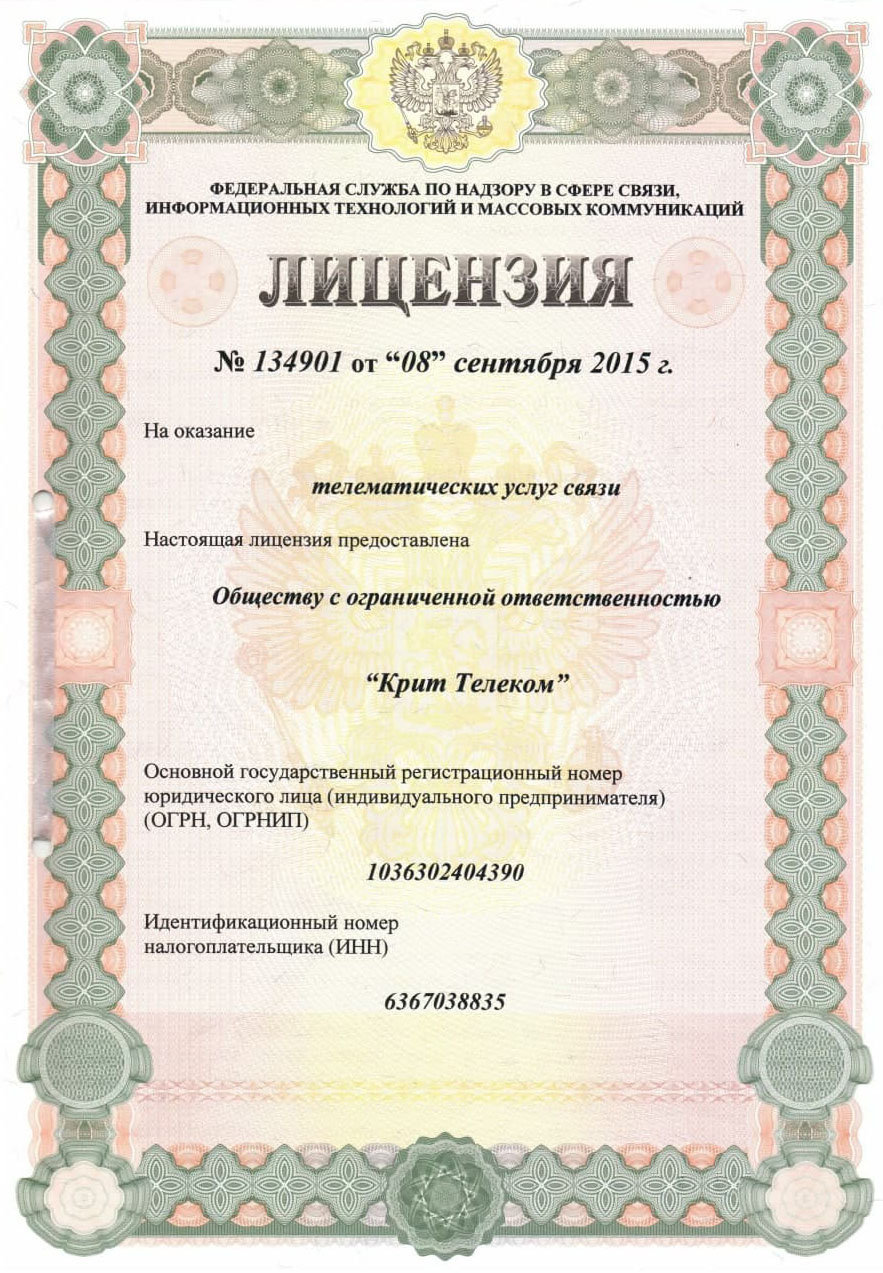 ФЕДЕРАЛЬНАЯ СЛУЖБА ПО НАДЗОРУ В СФЕРЕ СВЯЗИ,
ИНФОРМАЦИОННЫХ ТЕХНОЛОГИЙ И МАССОВЫХ КОММУНИКАЦИЙ
ЛИЦЕНЗИЯ
№ 134901 от “08” сентября 2015 г.
На оказание
телематических услуг связи
Настоящая лицензия предоставлена
Обществу с ограниченной ответственностью
“Крит Телеком”
Основной государственный регистрационный номер
юридического лица (индивидуального предпринимателя)
(ОГРН, ОГРНИП)
1036302404390
Идентификационный номер
налогоплательщика (ИНН)
6367038835